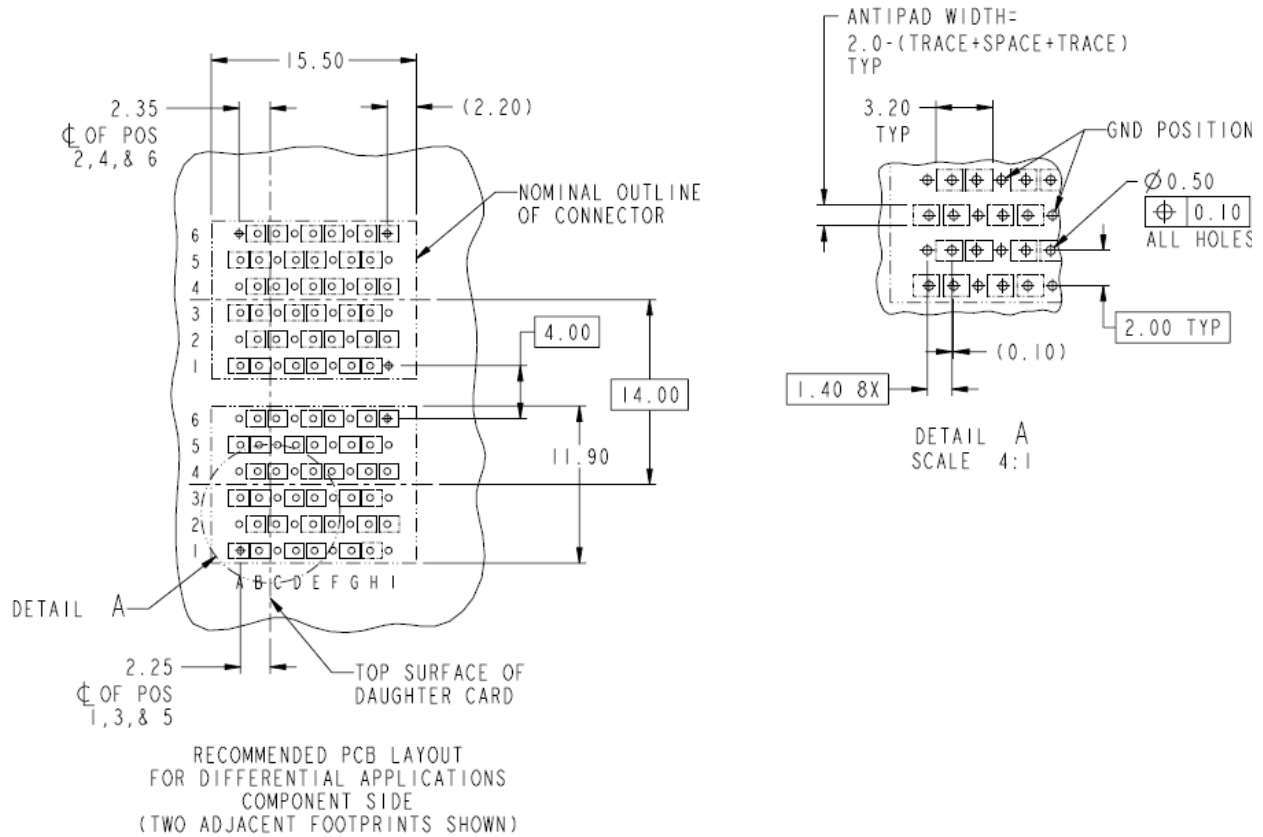 15.50
2.35
℄ OF POS
2,4,& 6
(2.20)
NOMINAL OUTLINE
OF CONNECTOR
6
5
4
3
2
1
4.00
14.00
6
5
4
3
2
1
11.90
A B C D E F G H I
DETAIL A
2.25
℄ OF POS
1,3,& 5
TOP SURFACE OF
DAUGHTER CARD
RECOMMENDED PCB LAYOUT
FOR DIFFERENTIAL APPLICATIONS
COMPONENT SIDE
(TWO ADJACENT FOOTPRINTS SHOWN)
ANTIPAD WIDTH=
2.0-(TRACE+SPACE+TRACE)
TYP
3.20
TYP
GND POSITION
Ø0.50
⌖ 0.10
ALL HOLES
2.00 TYP
(0.10)
1.40 8X
DETAIL A
SCALE 4:1